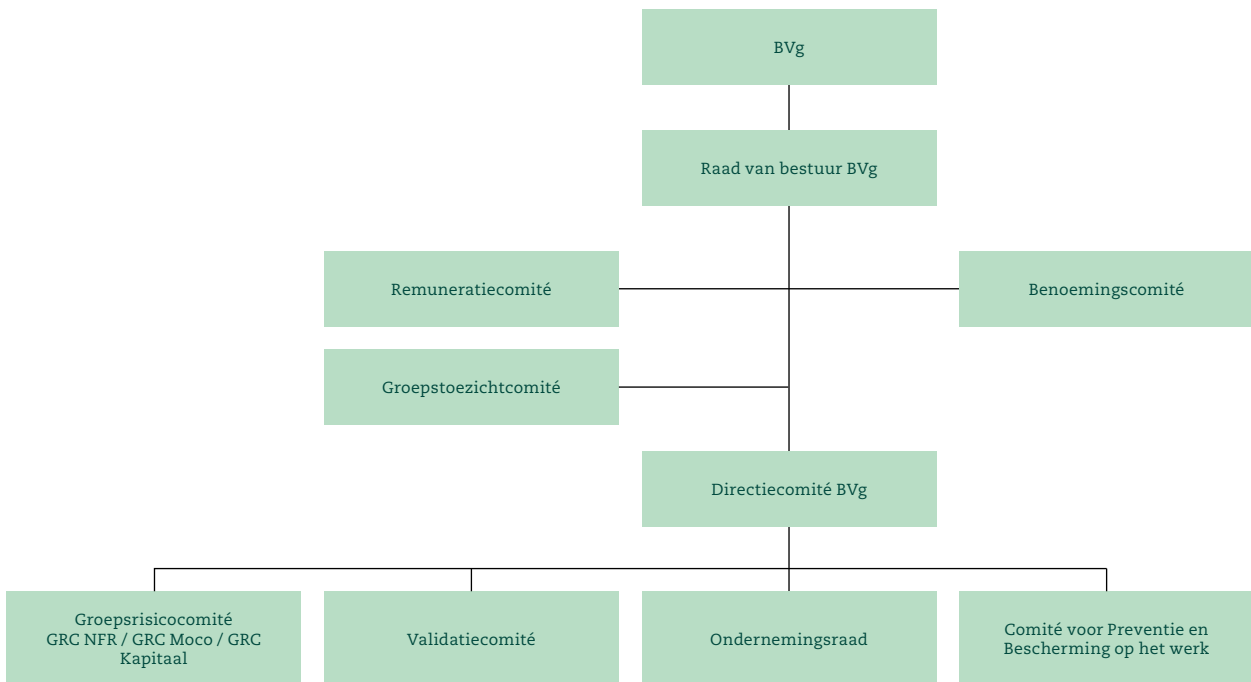 BVg
Raad van bestuur BVg
Remuneratiecomité
Benoemingscomité
Groepstoezichtcomité
Directiecomité BVg
Groepsrisicocomité
GRC NFR / GRC Moco / GRC
Kapitaal
Validatiecomité
Ondernemingsraad
Comité voor Preventie en
Bescherming op het werk